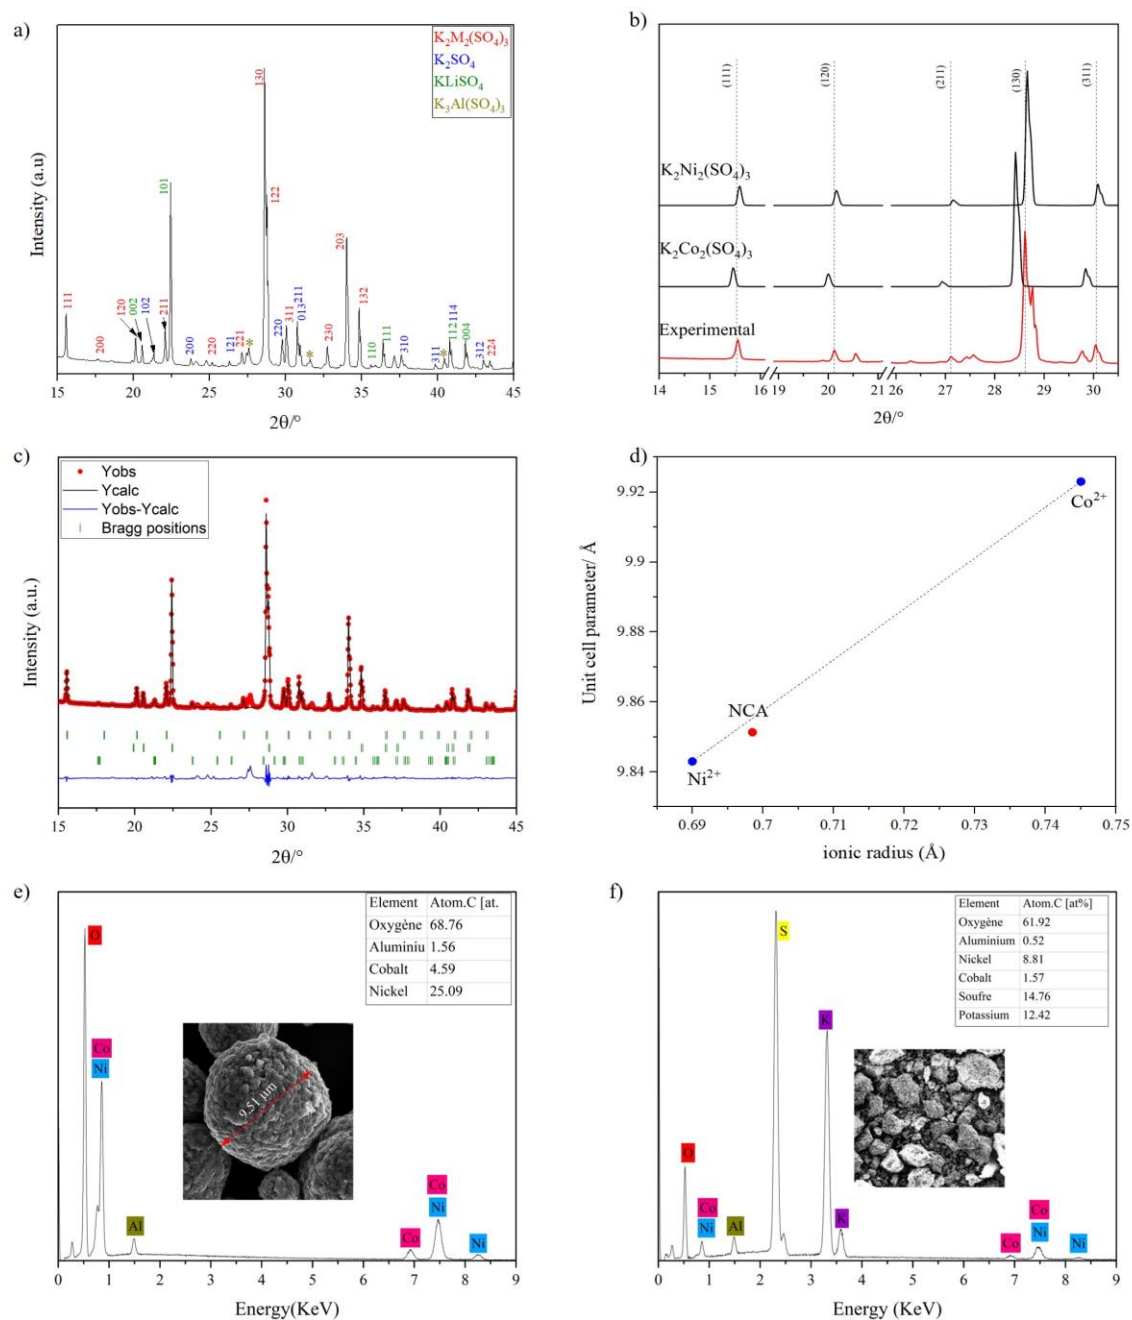 a)
K₂M₂(SO₄)₃
K₂SO₄
KLiSO₄
K₃Al(SO₄)₃
Intensity (a.u)
111
200
120
002
102
211
101
200
220
121
221
*
130
122
220
311
013
211
*
230
203
132
110
111
310
311
*
112
114
004
312
224
10
15
20
25
30
35
40
45
2θ/°
b)
(111)
(120)
(211)
(130)
(311)
K₂Ni₂(SO₄)₃
K₂Co₂(SO₄)₃
Experimental
14
15
16
19
20
21
26
27
28
29
30
2θ/°
c)
Yobs
Ycalc
Yobs-Ycalc
Bragg positions
Intensity (a.u.)
15
20
25
30
35
40
45
2θ/°
d)
Unit cell parameter/ Å
9.92
9.9
9.88
9.86
9.84
Co²⁺
NCA
Ni²⁺
0.69
0.7
0.71
0.72
0.73
0.74
0.75
ionic radius (Å)
e)
Element Atom.C [at.
Oxygène 68.76
Aluminiu 1.56
Cobalt 4.59
Nickel 25.09
O
Co
Ni
Al
9.51 µm
Co
Co
Ni
Ni
0 1 2 3 4 5 6 7 8 9
Energy(KeV)
f)
Element Atom.C [at%]
Oxygène 61.92
Aluminium 0.52
Nickel 8.81
Cobalt 1.57
Soufre 14.76
Potassium 12.42
S
K
O
Co
Ni
Al
K
Co
Co
Ni
Ni
0 1 2 3 4 5 6 7 8 9
Energy (KeV)